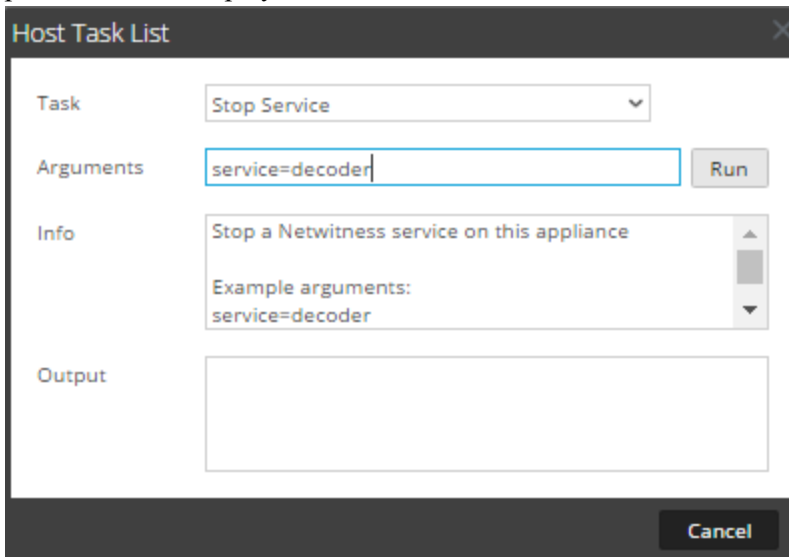 Host Task List
Task
Stop Service
Arguments
service=decoder
Run
Info
Stop a Netwitness service on this appliance
Example arguments:
service=decoder
Output
Cancel